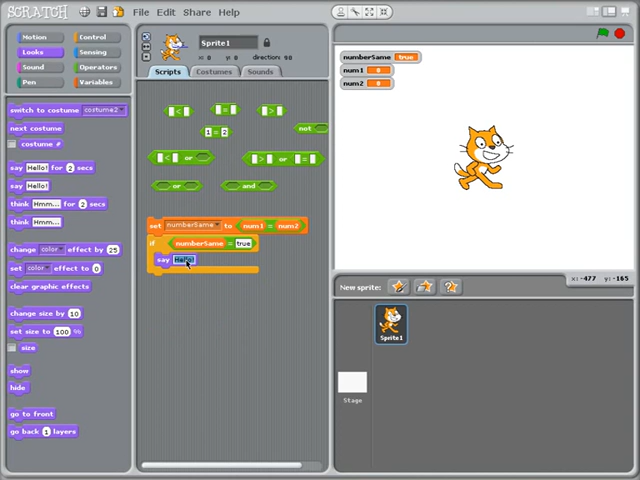 SCRATCH File Edit Share Help
Motion Control
Looks Sensing
Sound Operators
Pen Variables
switch to costume costume2
next costume
costume #
say Hello! for 2 secs
say Hello!
think Hmm... for 2 secs
think Hmm...
change color effect by 25
set color effect to 0
clear graphic effects
change size by 10
set size to 100 %
size
show
hide
go to front
go back 1 layers
Sprite1
x: 0 y: 0 direction: 90
Scripts Costumes Sounds
< = >
1 = 2
not
< or
> or =
or and
set numberSame to num1 = num2
if numberSame = true
say Hello!
numberSame true
num1 0
num2 0
x: -477 y: -165
New sprite:
Sprite1
Stage